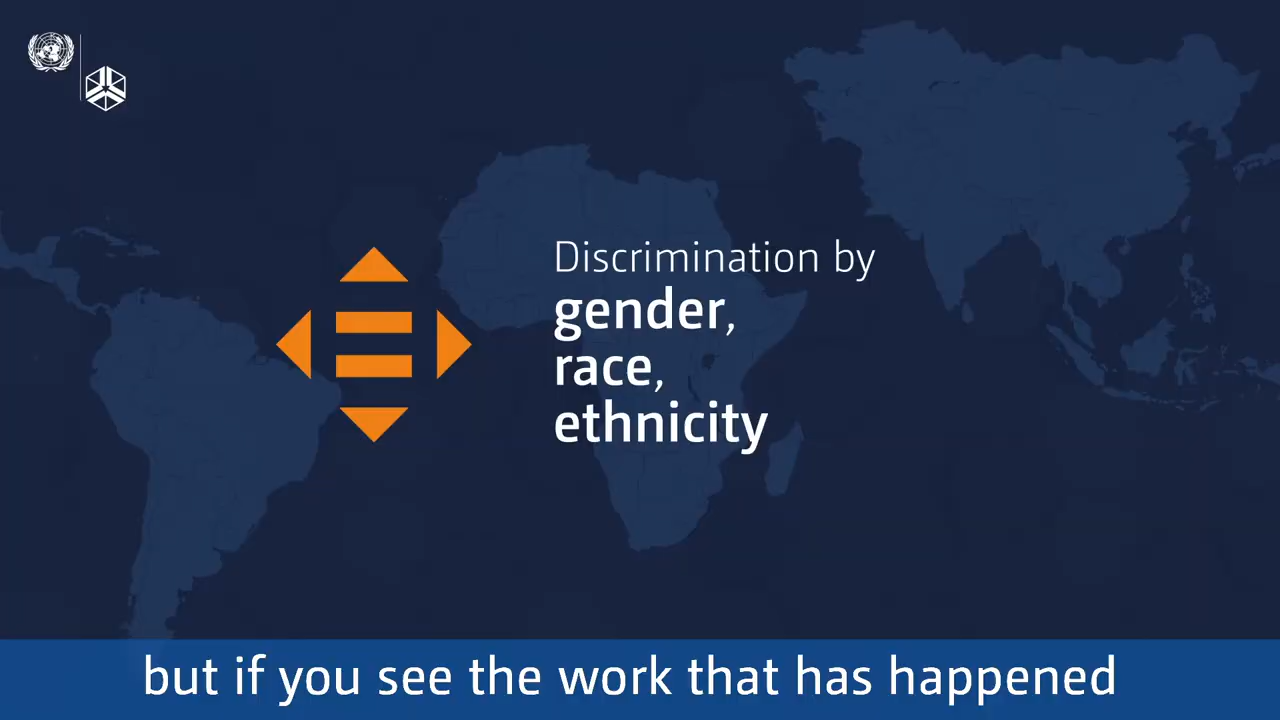 Discrimination by
gender,
race,
ethnicity
but if you see the work that has happened